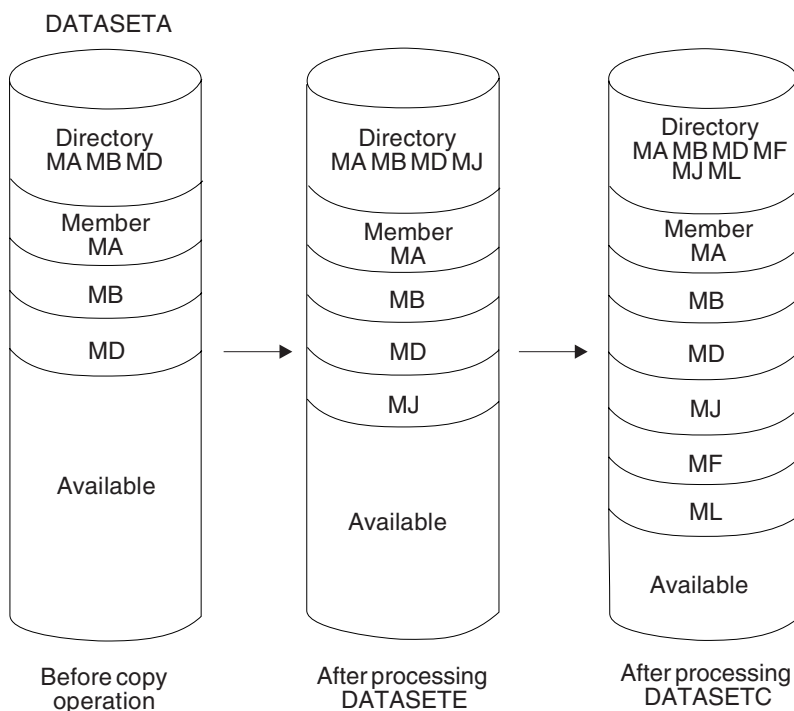 DATASETA
Directory
MA MB MD
Member
MA
MB
MD
Available
Before copy
operation
Directory
MA MB MD MJ
Member
MA
MB
MD
MJ
Available
After processing
DATASETE
Directory
MA MB MD MF
MJ ML
Member
MA
MB
MD
MJ
MF
ML
Available
After processing
DATASETC